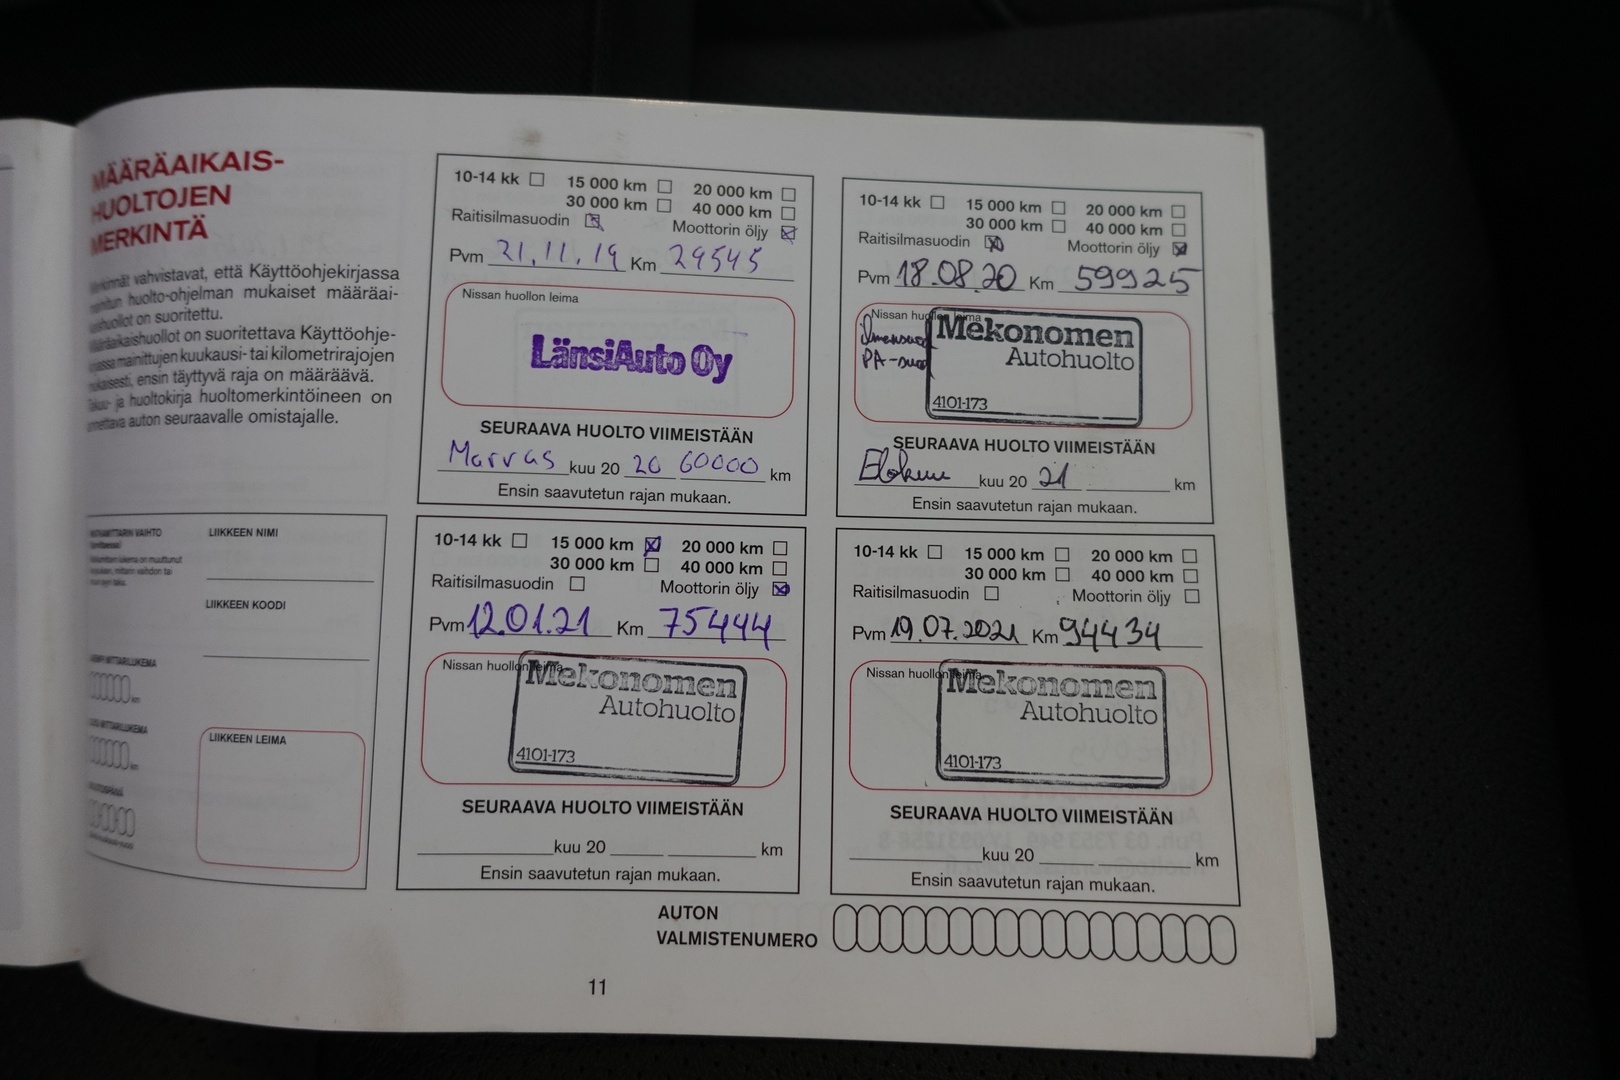 MÄÄRÄAIKAIS-
HUOLTOJEN
MERKINTÄ
vahvistavat, että Käyttöohjekirjassa
huolto-ohjelman mukaiset määräai-
on suoritettu.
Määräaikaishuollot on suoritettava Käyttöohje-
mainittujen kuukausi- tai kilometrirajojen
mukaisesti, ensin täyttyvä raja on määräävä.
ja huoltokirja huoltomerkintöineen on
auton seuraavalle omistajalle.
LIIKKEEN NIMI
LIIKKEEN KOODI
LIIKKEEN LEIMA
10-14 kk 15 000 km 20 000 km
30 000 km 40 000 km
Raitisilmasuodin Moottorin öljy
Pvm 21.11.19 Km 29545
Nissan huollon leima
LänsiAuto Oy
SEURAAVA HUOLTO VIIMEISTÄÄN
Marras kuu 20 20 60000 km
Ensin saavutetun rajan mukaan.
10-14 kk 15 000 km 20 000 km
30 000 km 40 000 km
Raitisilmasuodin Moottorin öljy
Pvm 18.08.20 Km 59925
Nissan huollon leima
Mekonomen
Autohuolto
PA-suod
4101-173
SEURAAVA HUOLTO VIIMEISTÄÄN
Elokuu kuu 20 21 km
Ensin saavutetun rajan mukaan.
10-14 kk 15 000 km 20 000 km
30 000 km 40 000 km
Raitisilmasuodin Moottorin öljy
Pvm 12.01.21 Km 75444
Nissan huollon leima
Mekonomen
Autohuolto
4101-173
SEURAAVA HUOLTO VIIMEISTÄÄN
kuu 20 km
Ensin saavutetun rajan mukaan.
10-14 kk 15 000 km 20 000 km
30 000 km 40 000 km
Raitisilmasuodin Moottorin öljy
Pvm 19.07.2021 Km 94434
Nissan huollon leima
Mekonomen
Autohuolto
4101-173
SEURAAVA HUOLTO VIIMEISTÄÄN
kuu 20 km
Ensin saavutetun rajan mukaan.
AUTON
VALMISTENUMERO
11